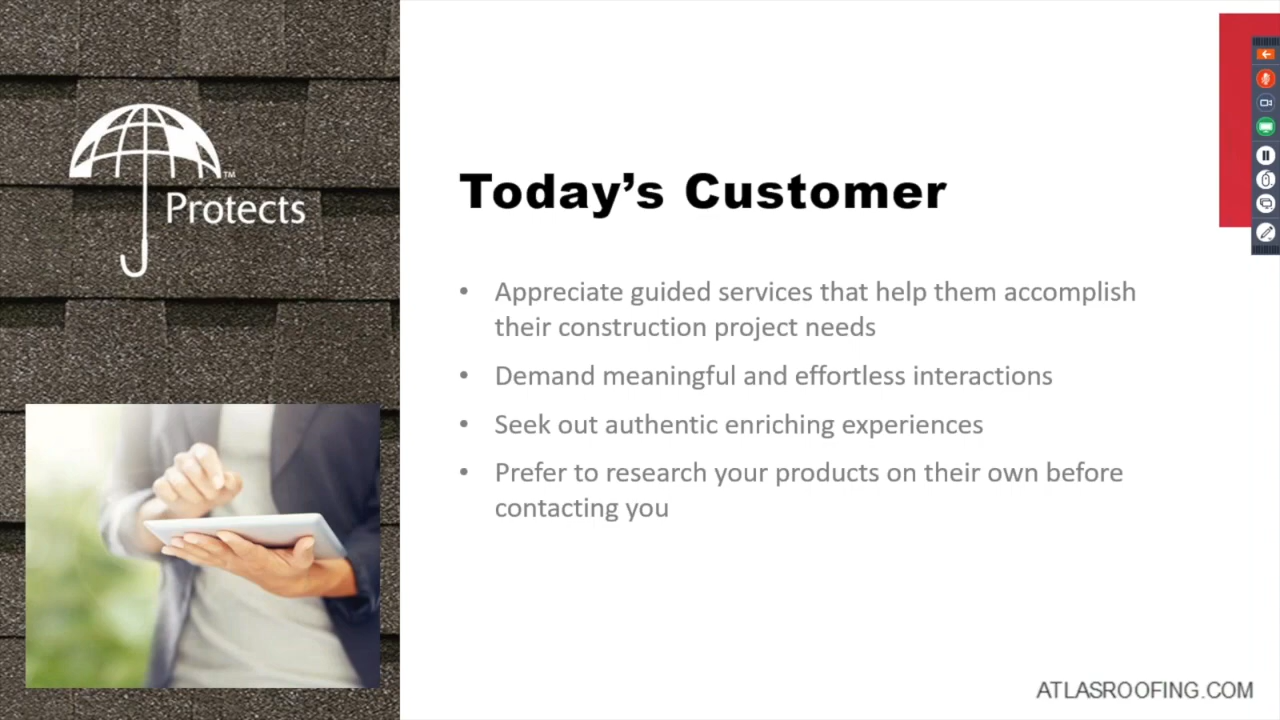 ™
Protects
Today’s Customer
• Appreciate guided services that help them accomplish
their construction project needs
• Demand meaningful and effortless interactions
• Seek out authentic enriching experiences
• Prefer to research your products on their own before
contacting you
ATLASROOFING.COM